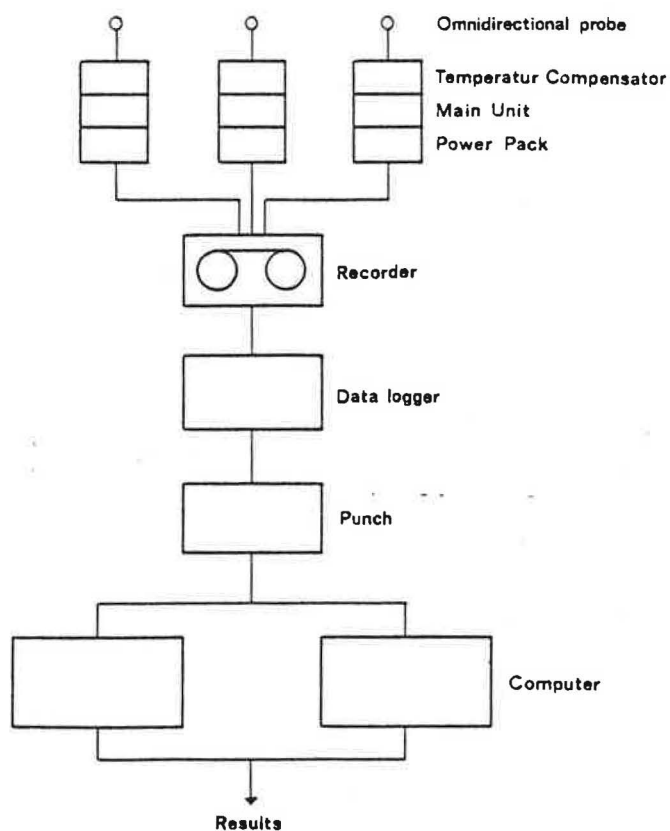 Omnidirectional probe
Temperatur Compensator
Main Unit
Power Pack
Recorder
Data logger
Punch
Computer
Results